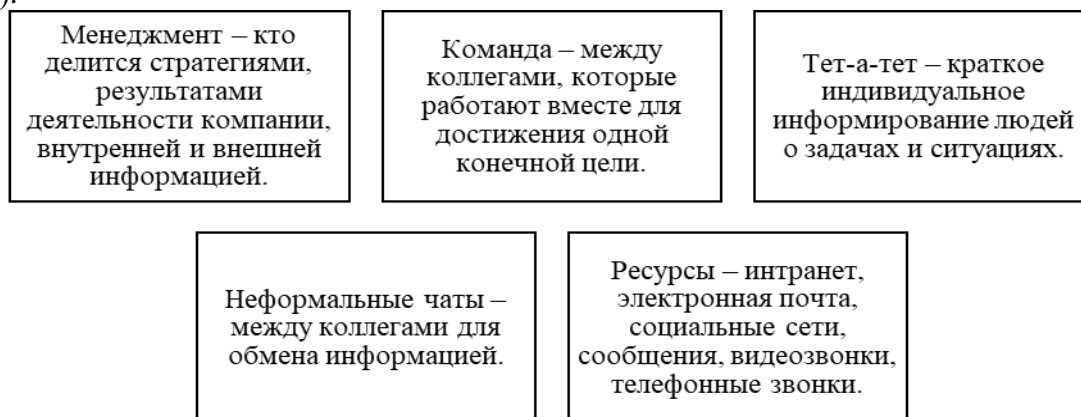 ).
Менеджмент – кто
делится стратегиями,
результатами
деятельности компании,
внутренней и внешней
информацией.
Команда – между
коллегами, которые
работают вместе для
достижения одной
конечной цели.
Тет-а-тет – краткое
индивидуальное
информирование людей
о задачах и ситуациях.
Неформальные чаты –
между коллегами для
обмена информацией.
Ресурсы – интранет,
электронная почта,
социальные сети,
сообщения, видеозвонки,
телефонные звонки.